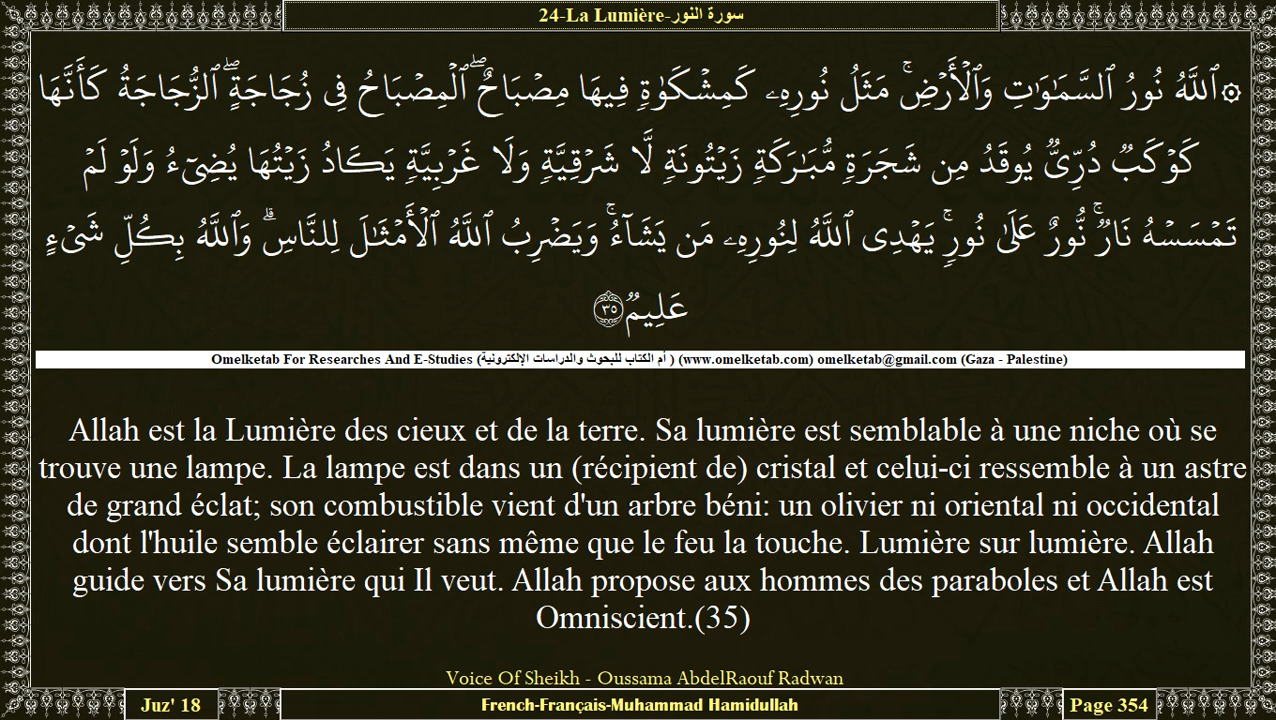 24-La Lumière-سورة النور
۞ٱللَّهُ نُورُ ٱلسَّمَٰوَٰتِ وَٱلۡأَرۡضِۚ مَثَلُ نُورِهِۦ كَمِشۡكَوٰةٖ فِيهَا مِصۡبَاحٌۖ ٱلۡمِصۡبَاحُ فِي زُجَاجَةٍۖ ٱلزُّجَاجَةُ كَأَنَّهَا
كَوۡكَبٞ دُرِّيّٞ يُوقَدُ مِن شَجَرَةٖ مُّبَٰرَكَةٖ زَيۡتُونَةٖ لَّا شَرۡقِيَّةٖ وَلَا غَرۡبِيَّةٖ يَكَادُ زَيۡتُهَا يُضِيٓءُ وَلَوۡ لَمۡ
تَمۡسَسۡهُ نَارٞۚ نُّورٌ عَلَىٰ نُورٖۚ يَهۡدِي ٱللَّهُ لِنُورِهِۦ مَن يَشَآءُۚ وَيَضۡرِبُ ٱللَّهُ ٱلۡأَمۡثَٰلَ لِلنَّاسِۗ وَٱللَّهُ بِكُلِّ شَيۡءٍ
عَلِيمٞ ٣٥
Omelketab For Researches And E-Studies (أم الكتاب للبحوث والدراسات الإلكترونية ) (www.omelketab.com) omelketab@gmail.com (Gaza - Palestine)
Allah est la Lumière des cieux et de la terre. Sa lumière est semblable à une niche où se
trouve une lampe. La lampe est dans un (récipient de) cristal et celui-ci ressemble à un astre
de grand éclat; son combustible vient d'un arbre béni: un olivier ni oriental ni occidental
dont l'huile semble éclairer sans même que le feu la touche. Lumière sur lumière. Allah
guide vers Sa lumière qui Il veut. Allah propose aux hommes des paraboles et Allah est
Omniscient.(35)
Voice Of Sheikh - Oussama AbdelRaouf Radwan
Juz' 18
French-Français-Muhammad Hamidullah
Page 354